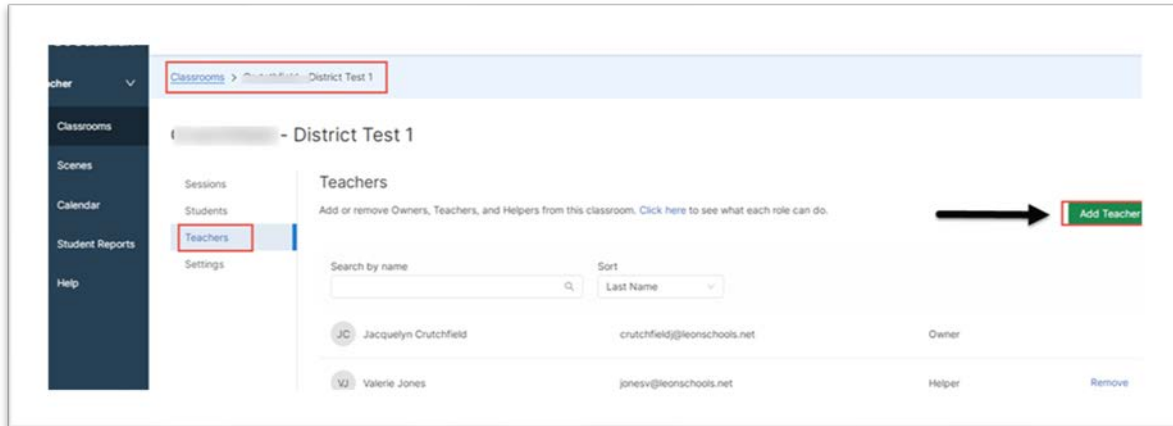 cher
Classrooms > District Test 1
Classrooms
- District Test 1
Scenes
Sessions
Teachers
Calendar
Students
Add or remove Owners, Teachers, and Helpers from this classroom. Click here to see what each role can do.
Add Teacher
Teachers
Student Reports
Settings
Search by name
Sort
Help
Last Name
JC Jacquelyn Crutchfield crutchfieldj@leonschools.net Owner
VJ Valerie Jones jonesv@leonschools.net Helper Remove